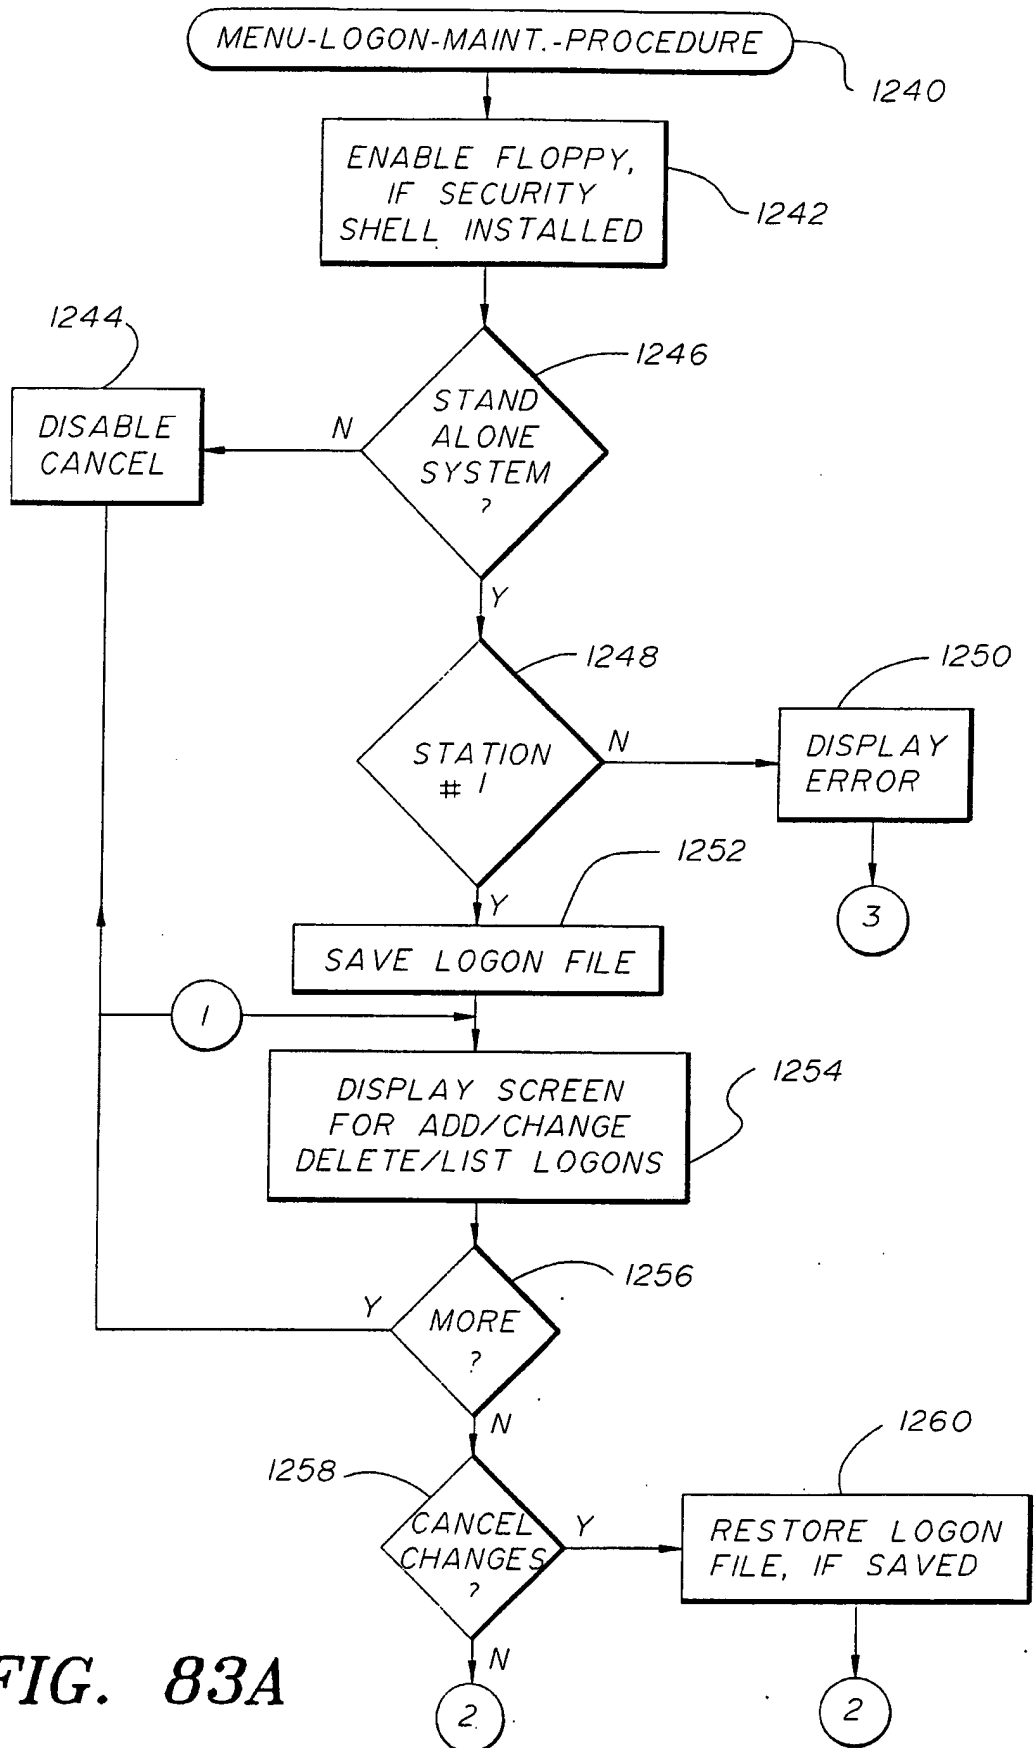 MENU-LOGON-MAINT.-PROCEDURE
1240
ENABLE FLOPPY,
IF SECURITY
SHELL INSTALLED
1242
1244
DISABLE
CANCEL
N
1246
STAND
ALONE
SYSTEM
?
Y
1248
STATION
# 1
N
1250
DISPLAY
ERROR
3
Y
1252
SAVE LOGON FILE
1
DISPLAY SCREEN
FOR ADD/CHANGE
DELETE/LIST LOGONS
1254
1256
Y
MORE
?
N
1258
CANCEL
CHANGES
?
Y
1260
RESTORE LOGON
FILE, IF SAVED
N
2
2
FIG. 83A